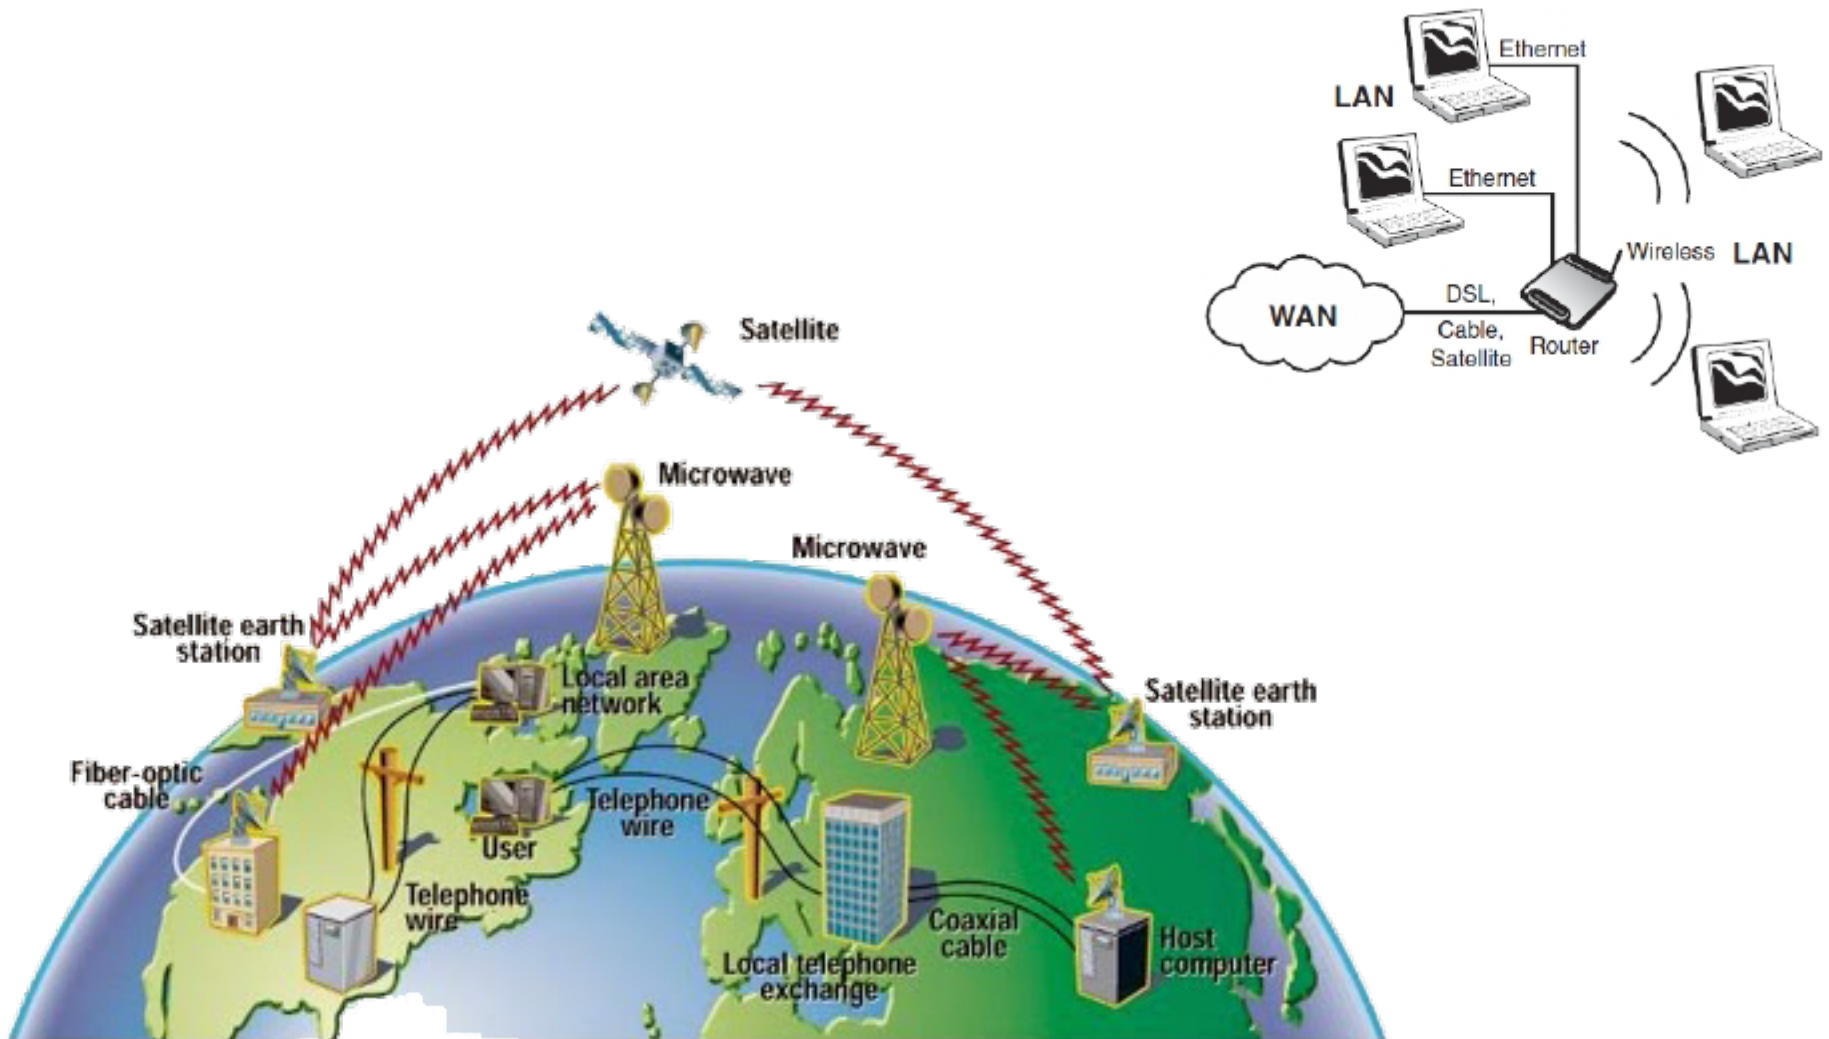 Ethernet
LAN
Ethernet
Wireless LAN
WAN
DSL,
Cable,
Satellite
Router
Satellite
Microwave
Microwave
Satellite earth
station
Local area
network
Satellite earth
station
Fiber-optic
cable
Telephone
wire
User
Telephone
wire
Coaxial
cable
Host
computer
Local telephone
exchange